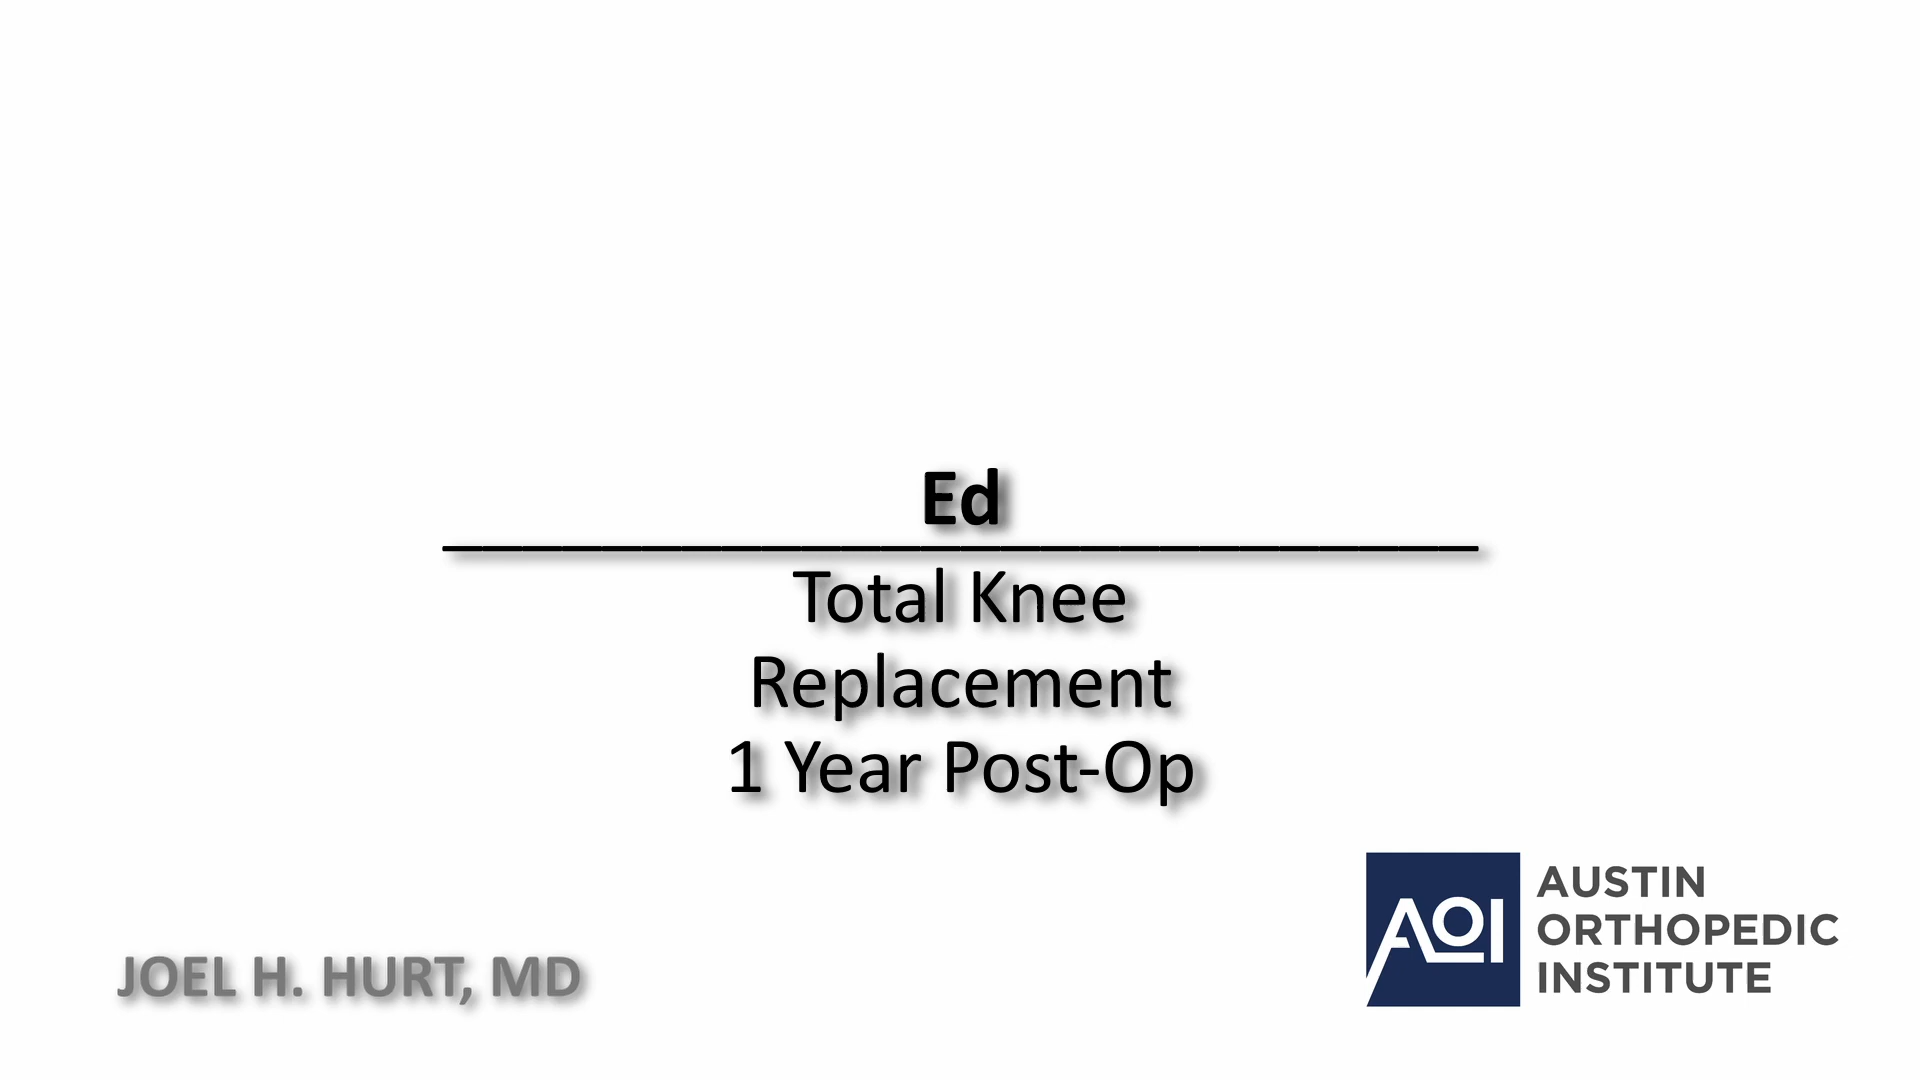 Ed
Total Knee
Replacement
1 Year Post-Op
JOEL H. HURT, MD
AOI
AUSTIN
ORTHOPEDIC
INSTITUTE